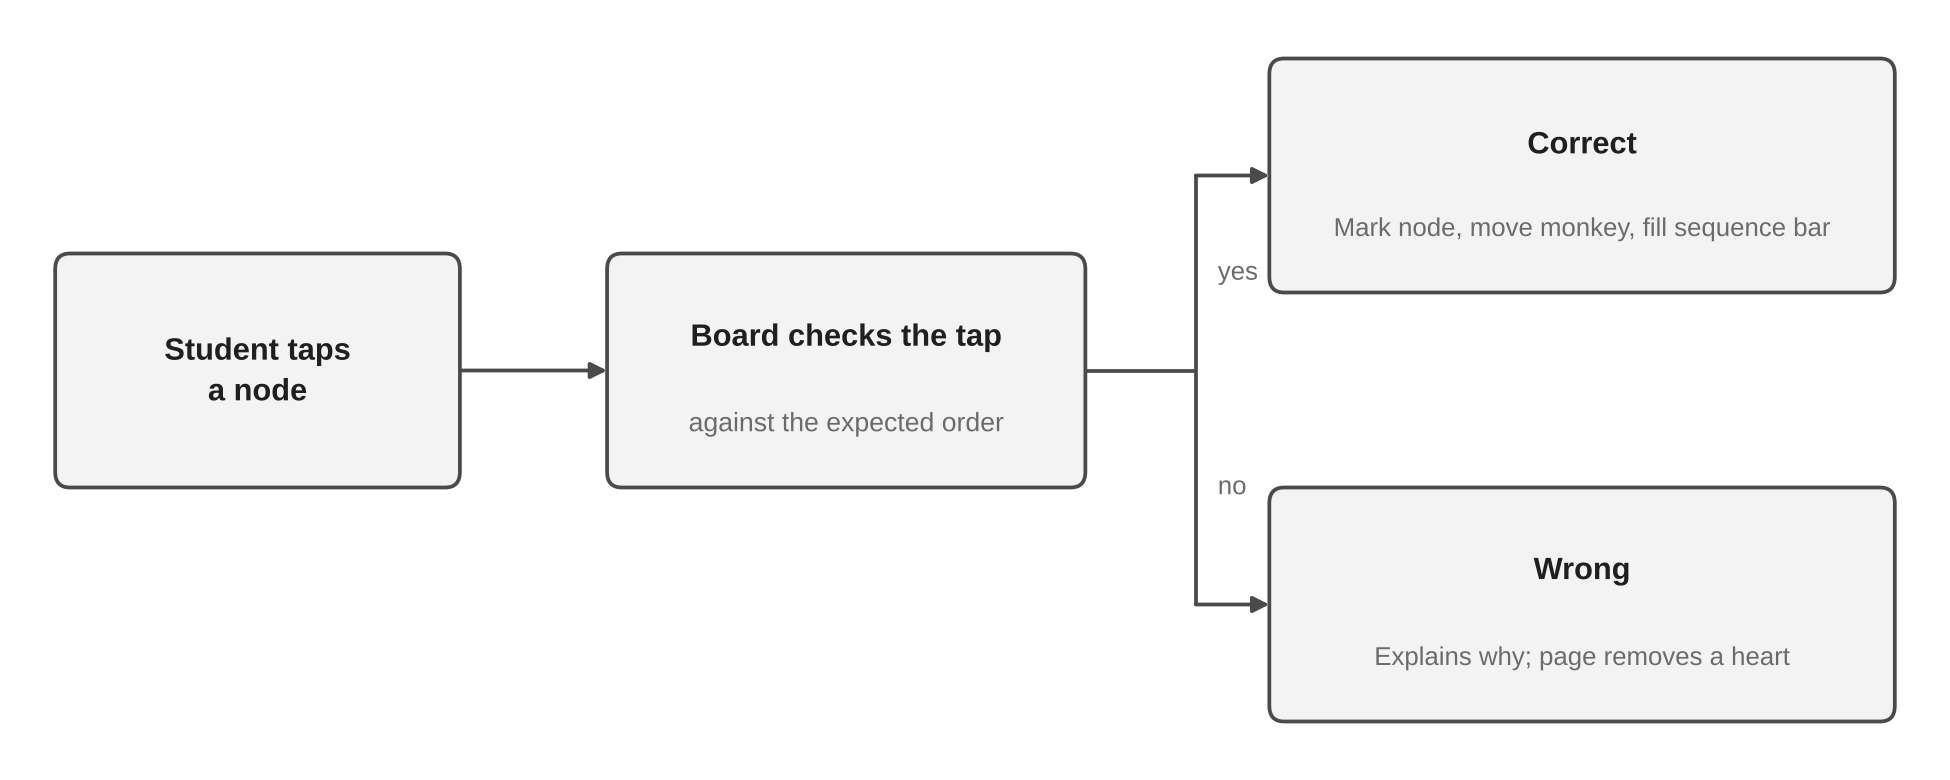 Student taps
a node
Board checks the tap
against the expected order
yes
Correct
Mark node, move monkey, fill sequence bar
no
Wrong
Explains why; page removes a heart